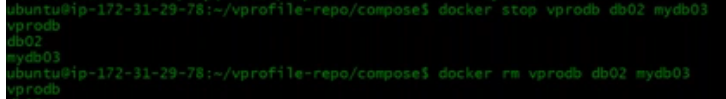 ubuntu@ip-172-31-29-78:~/vprofile-repo/compose$ docker stop vprodb db02 mydb03
vprodb
db02
mydb03
ubuntu@ip-172-31-29-78:~/vprofile-repo/compose$ docker rm vprodb db02 mydb03
vprodb